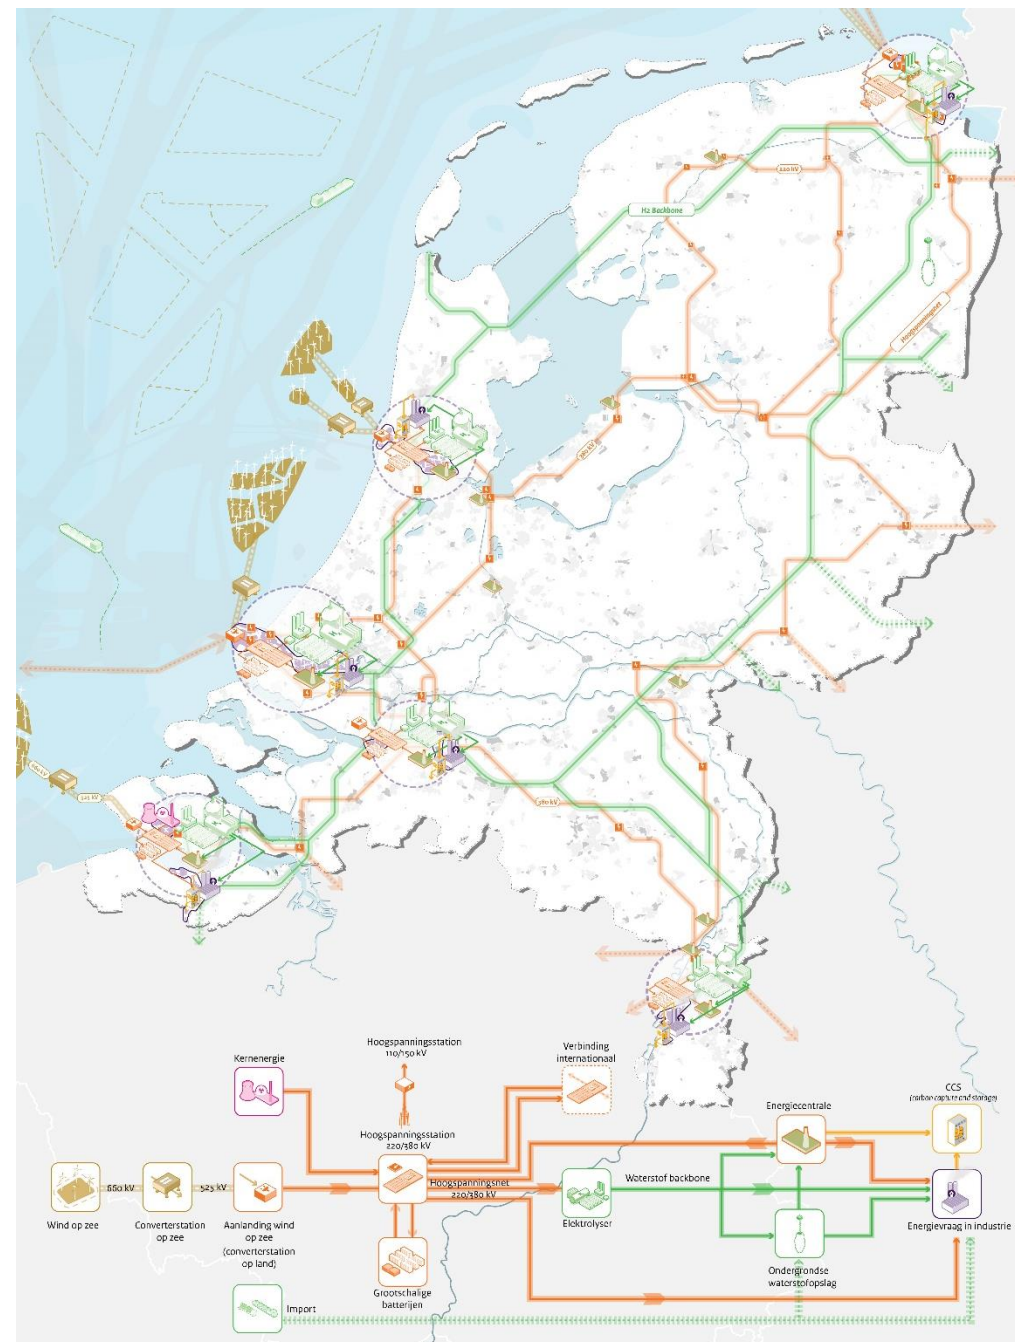 220 kV
H2 Backbone
Hoogspanningsnet
380 kV
525 kV
380 kV
Kernenergie
Hoogspanningsstation
110/150 kV
Verbinding
internationaal
Hoogspanningsstation
220/380 kV
Energiecentrale
CCS
(carbon capture and storage)
660 kV
525 kV
Hoogspanningsnet
220/380 kV
Waterstof backbone
Wind op zee
Converterstation
op zee
Aanlanding wind
op zee
(converterstation
op land)
Elektrolyser
Energievraag in industrie
Grootschalige
batterijen
Ondergrondse
waterstofopslag
Import